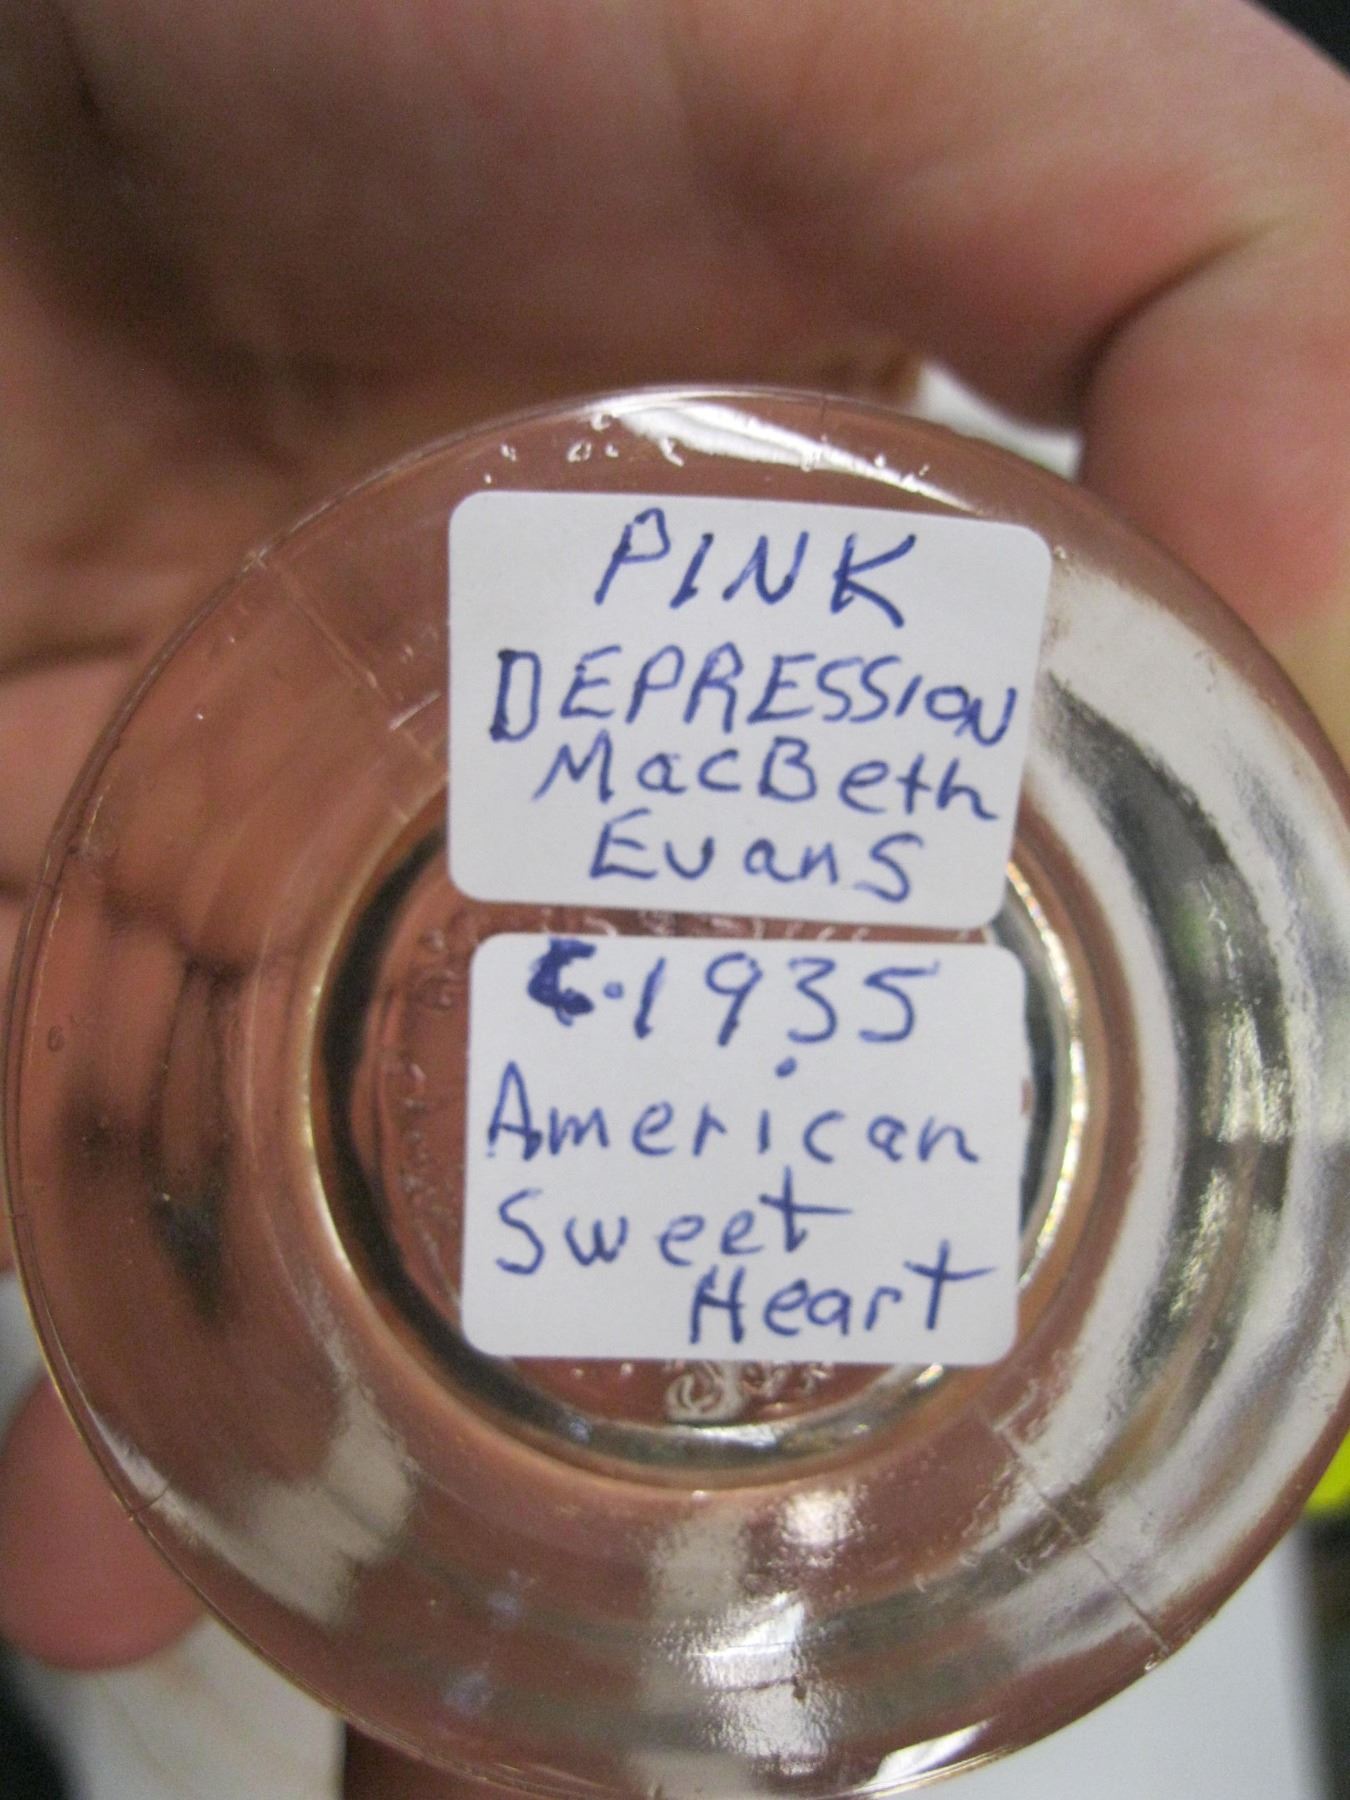 PINK
DEPRESSION
MacBeth
Evans
C.1935
American
Sweet
Heart